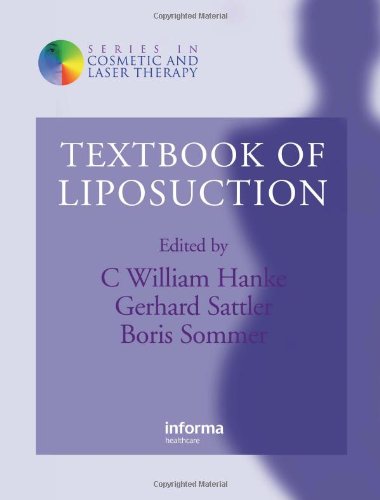 Copyrighted Material
SERIES IN
COSMETIC AND
LASER THERAPY
TEXTBOOK OF
LIPOSUCTION
Edited by
C William Hanke
Gerhard Sattler
Boris Sommer
informa
healthcare
Copyrighted Material